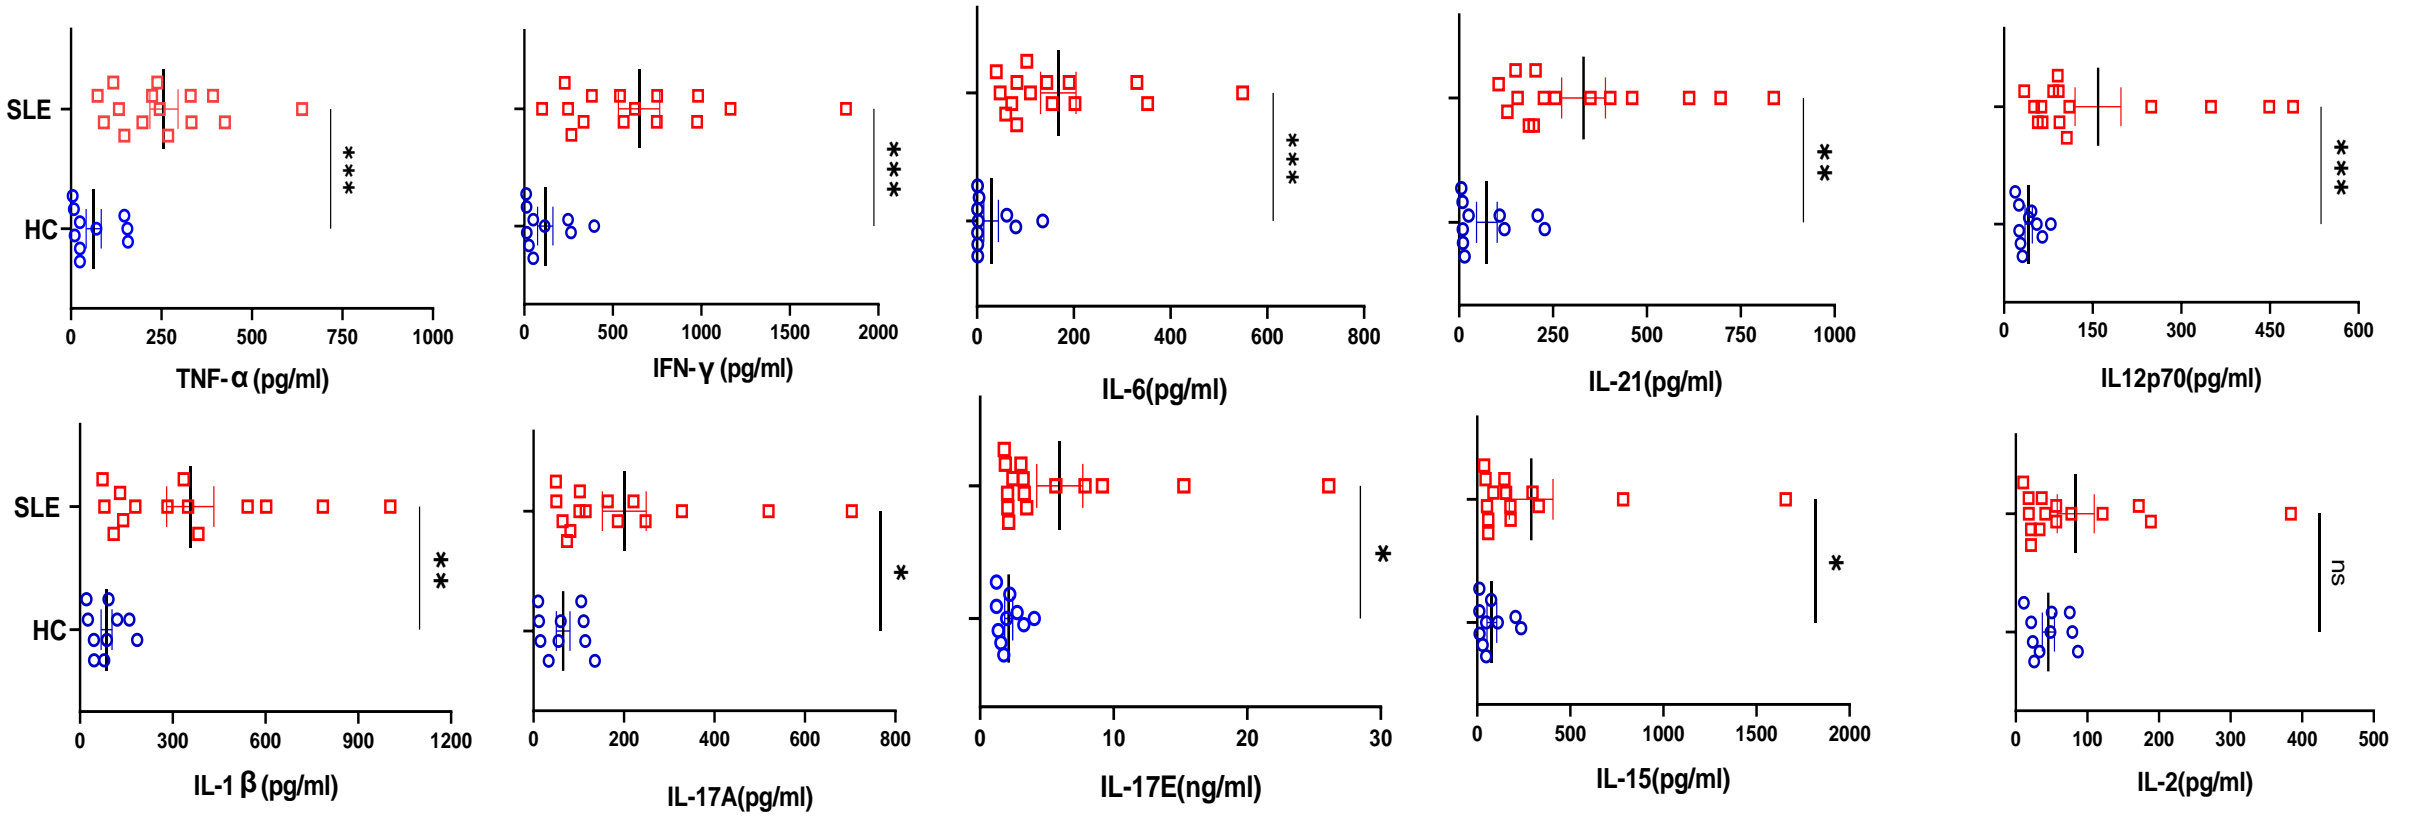 SLE
HC
***
0 250 500 750 1000
TNF-α (pg/ml)
***
0 500 1000 1500 2000
IFN-γ (pg/ml)
***
0 200 400 600 800
IL-6(pg/ml)
**
0 250 500 750 1000
IL-21(pg/ml)
***
0 150 300 450 600
IL12p70(pg/ml)
SLE
HC
**
0 300 600 900 1200
IL-1 β (pg/ml)
*
0 200 400 600 800
IL-17A(pg/ml)
*
0 10 20 30
IL-17E(ng/ml)
*
0 500 1000 1500 2000
IL-15(pg/ml)
ns
0 100 200 300 400 500
IL-2(pg/ml)